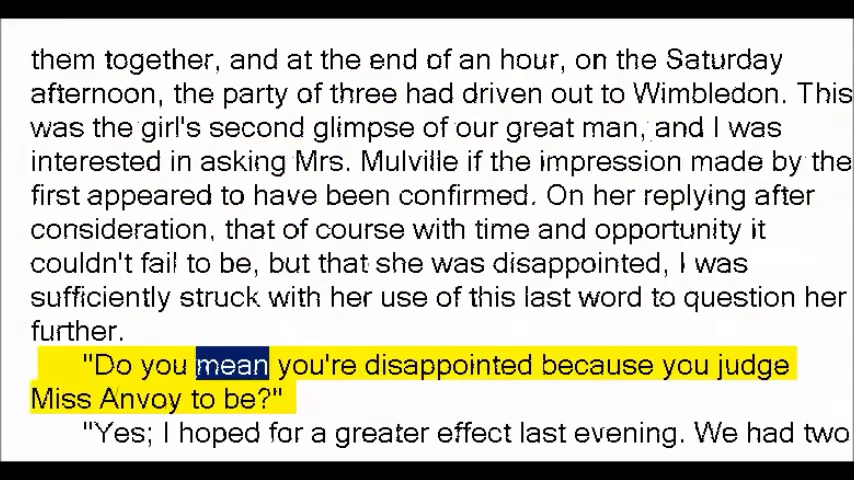 them together, and at the end of an hour, on the Saturday
afternoon, the party of three had driven out to Wimbledon. This
was the girl's second glimpse of our great man, and I was
interested in asking Mrs. Mulville if the impression made by the
first appeared to have been confirmed. On her replying after
consideration, that of course with time and opportunity it
couldn't fail to be, but that she was disappointed, I was
sufficiently struck with her use of this last word to question her
further.
"Do you mean you're disappointed because you judge
Miss Anvoy to be?"
"Yes; I hoped for a greater effect last evening. We had two